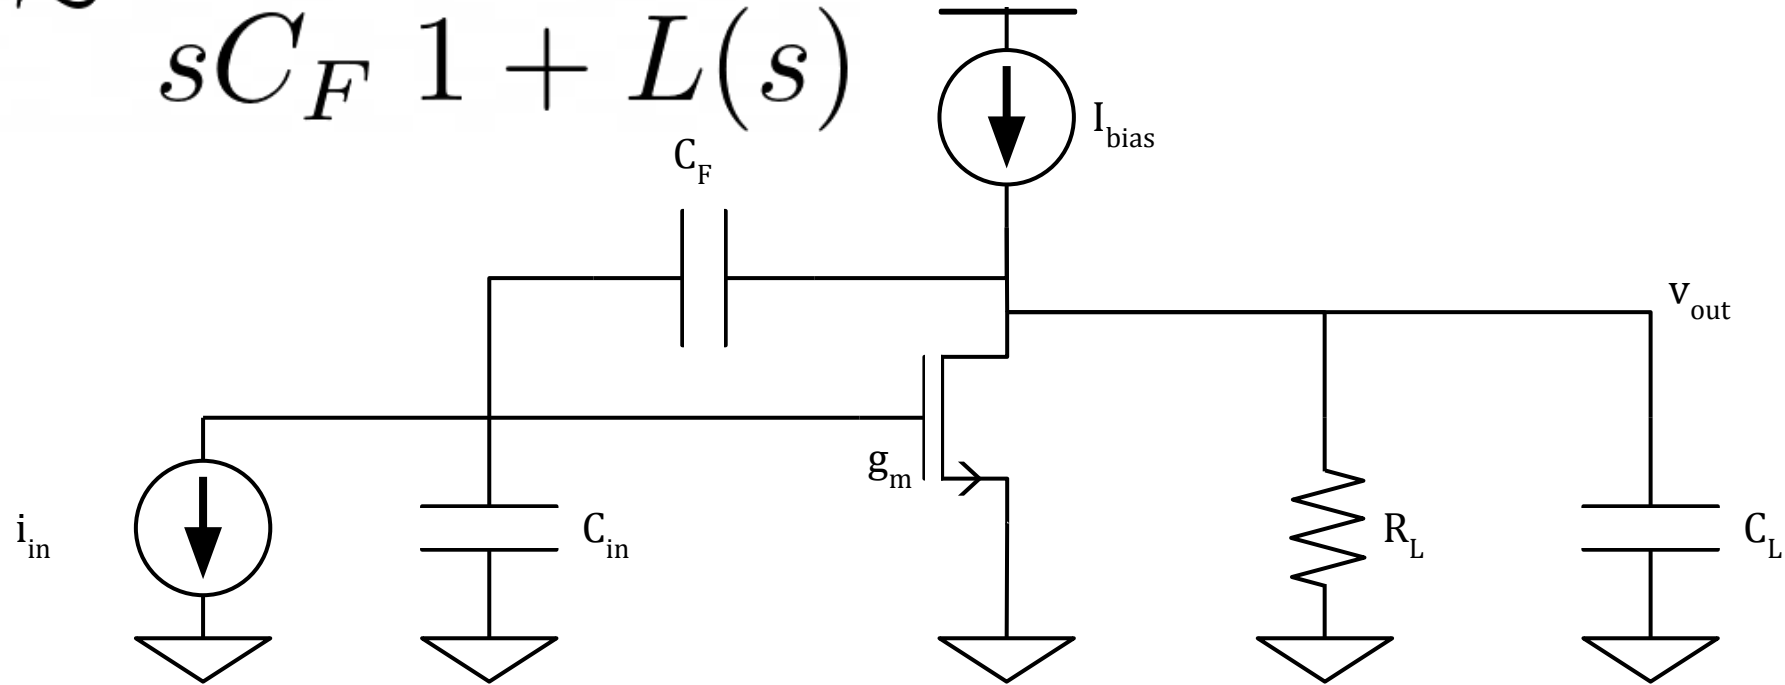 sC_F 1 + L(s)
I_bias
C_F
v_out
g_m
i_in
C_in
R_L
C_L